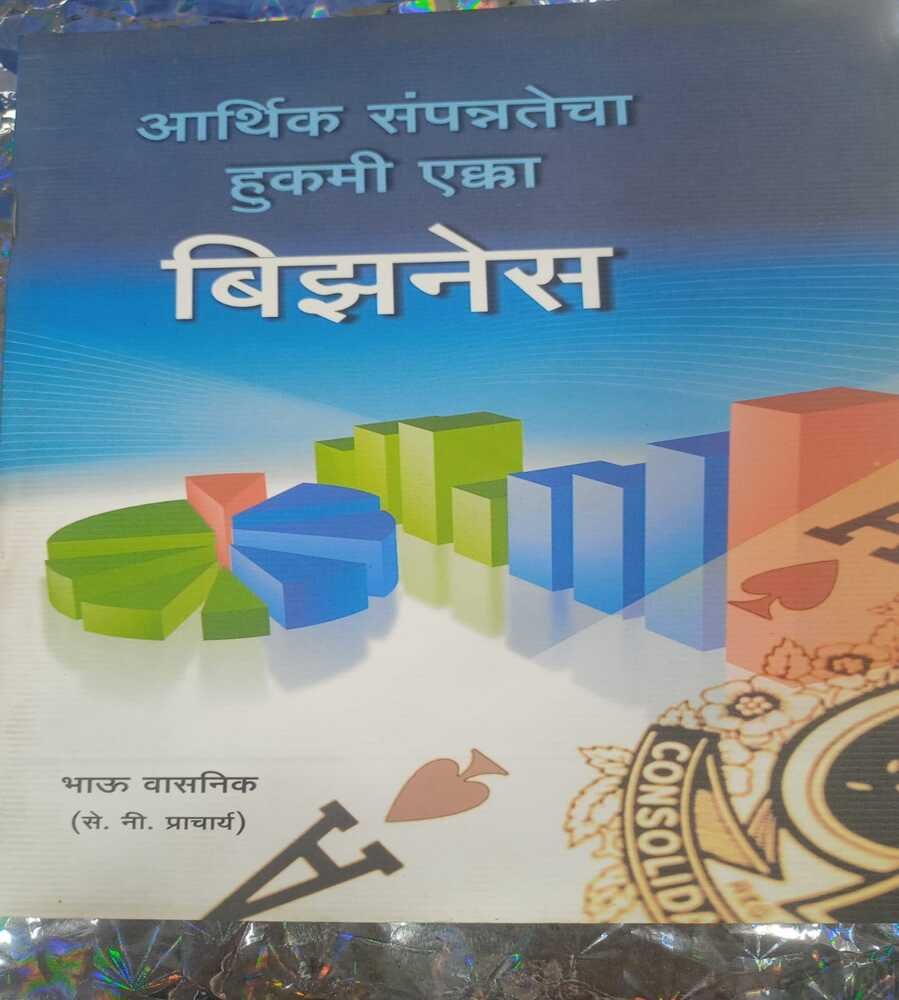 आर्थिक संपन्नतेचा
हुकमी एक्का
बिझनेस
भाऊ वासनिक
(से. नी. प्राचार्य)
A
A